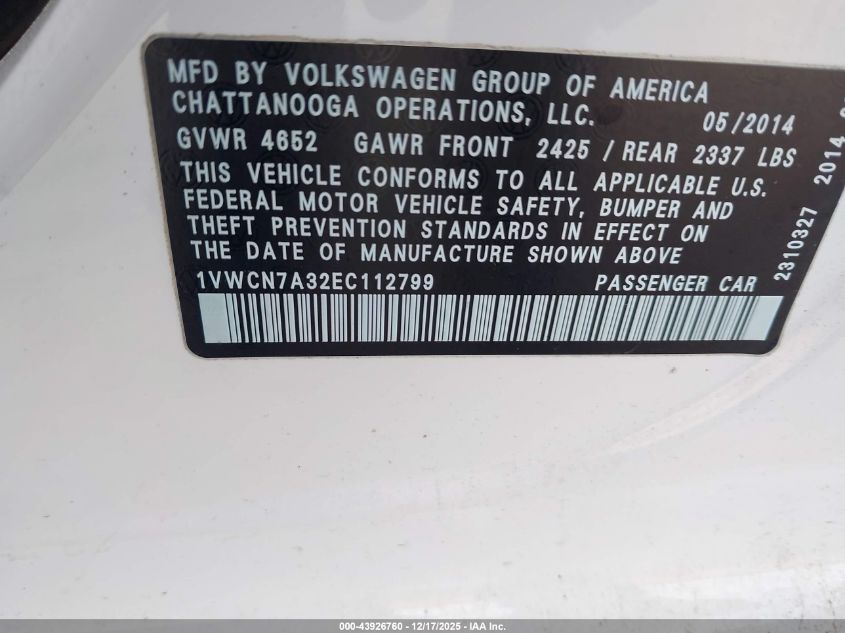 MFD BY VOLKSWAGEN GROUP OF AMERICA
CHATTANOOGA OPERATIONS, LLC. 05/2014
GVWR 4652 GAWR FRONT 2425 / REAR 2337 LBS
THIS VEHICLE CONFORMS TO ALL APPLICABLE U.S.
FEDERAL MOTOR VEHICLE SAFETY, BUMPER AND
THEFT PREVENTION STANDARDS IN EFFECT ON
THE DATE OF MANUFACTURE SHOWN ABOVE
1VWCN7A32EC112799 PASSENGER CAR
2310327 2014
000-43926760 - 12/17/2025 - IAA Inc.